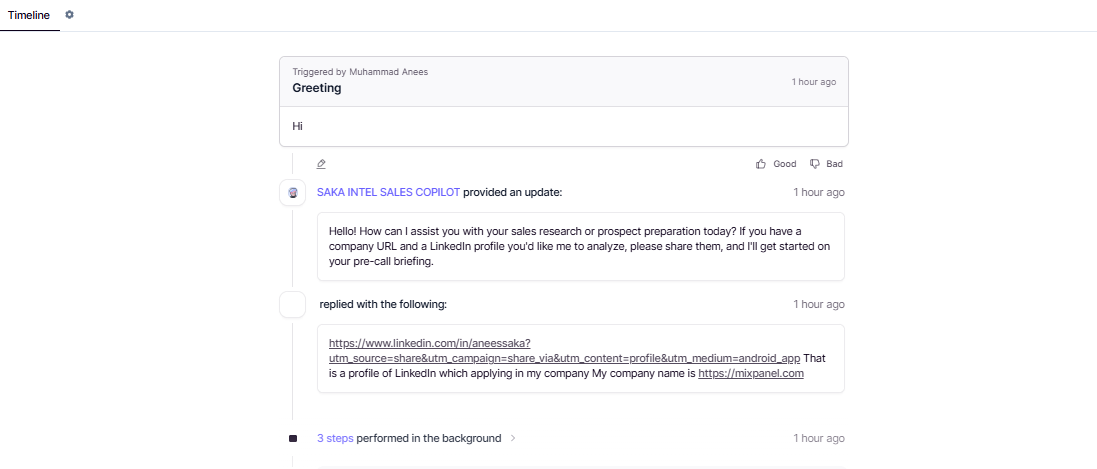 Timeline
Triggered by Muhammad Anees
Greeting
1 hour ago
Hi
Good Bad
SAKA INTEL SALES COPILOT provided an update: 1 hour ago
Hello! How can I assist you with your sales research or prospect preparation today? If you have a
company URL and a LinkedIn profile you'd like me to analyze, please share them, and I'll get started on
your pre-call briefing.
replied with the following: 1 hour ago
https://www.linkedin.com/in/aneessaka?
utm_source=share&utm_campaign=share_via&utm_content=profile&utm_medium=android_app That
is a profile of LinkedIn which applying in my company My company name is https://mixpanel.com
3 steps performed in the background 1 hour ago